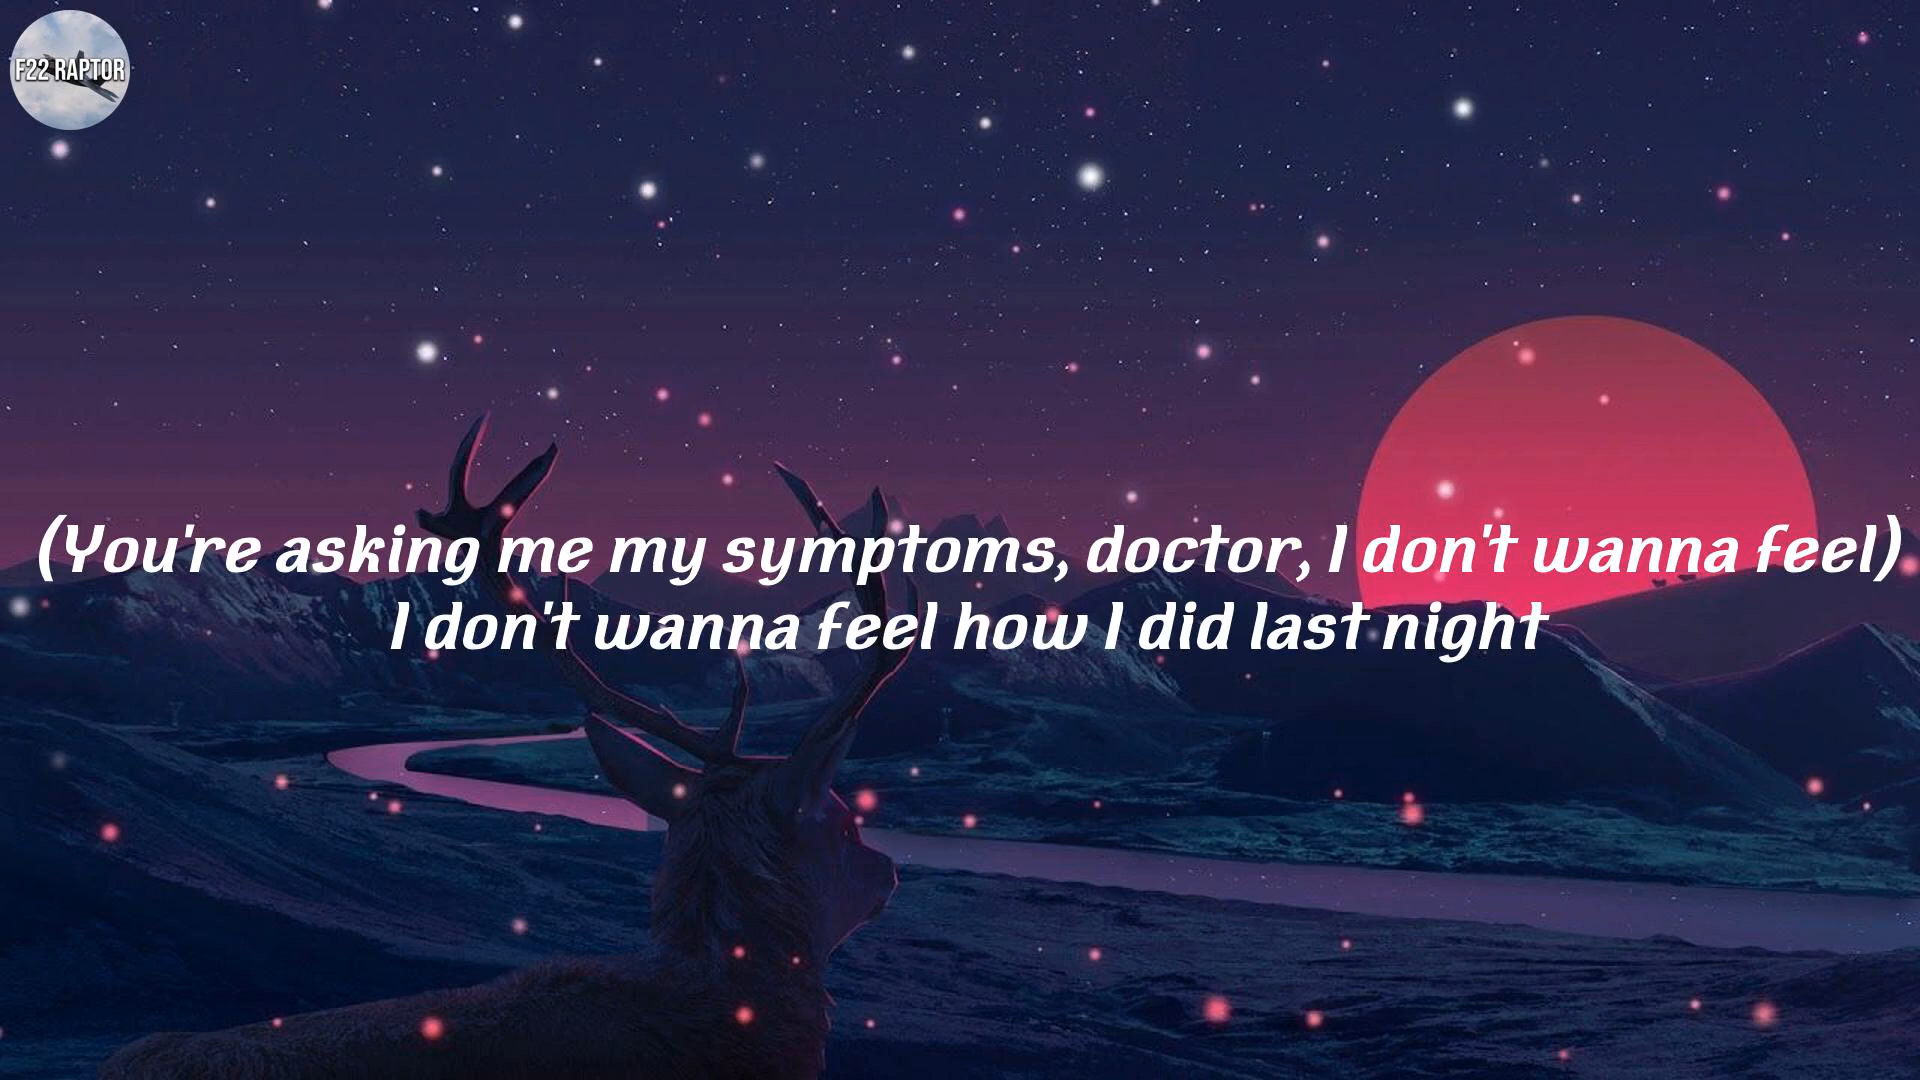 F22 RAPTOR
(You're asking me my symptoms, doctor, I don't wanna feel)
I don't wanna feel how I did last night